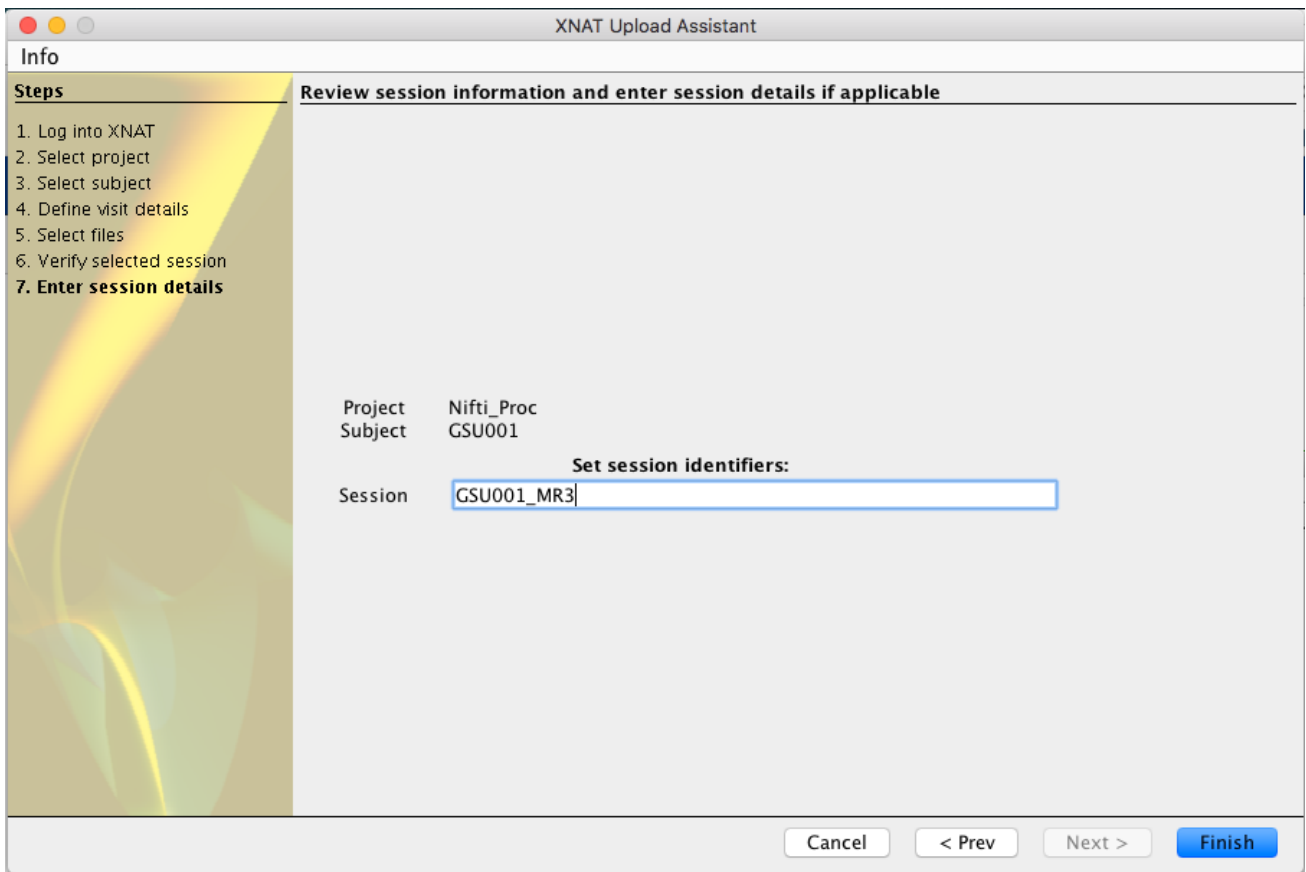 XNAT Upload Assistant
Info
Steps
1. Log into XNAT
2. Select project
3. Select subject
4. Define visit details
5. Select files
6. Verify selected session
7. Enter session details
Review session information and enter session details if applicable
Project Nifti_Proc
Subject GSU001
Set session identifiers:
Session GSU001_MR3
Cancel < Prev Next > Finish